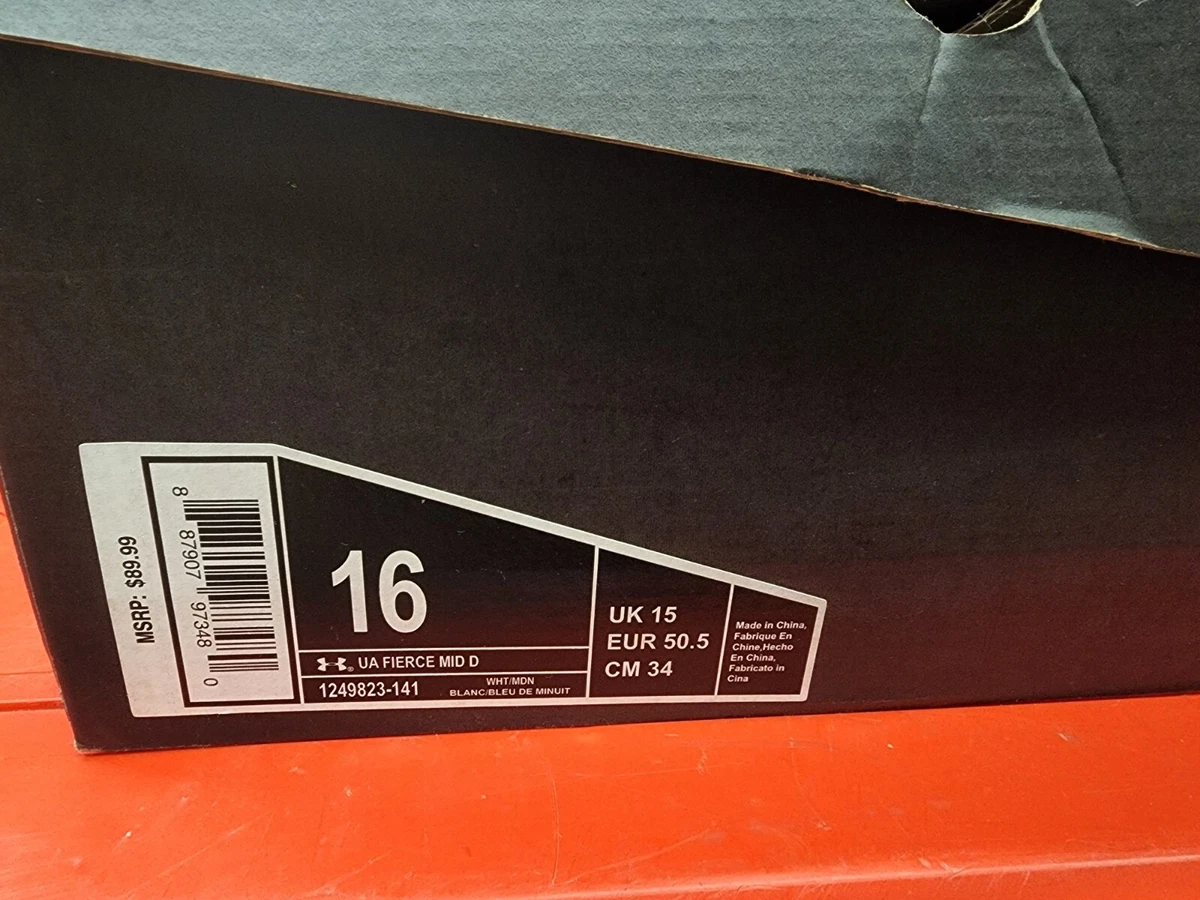 MSRP: $89.99
8 87907 97348 0
16
UA FIERCE MID D
1249823-141
WHT/MDN
BLANC/BLEU DE MINUIT
UK 15
EUR 50.5
CM 34
Made in China,
Fabrique En
Chine,Hecho
En China,
Fabricato in
Cina